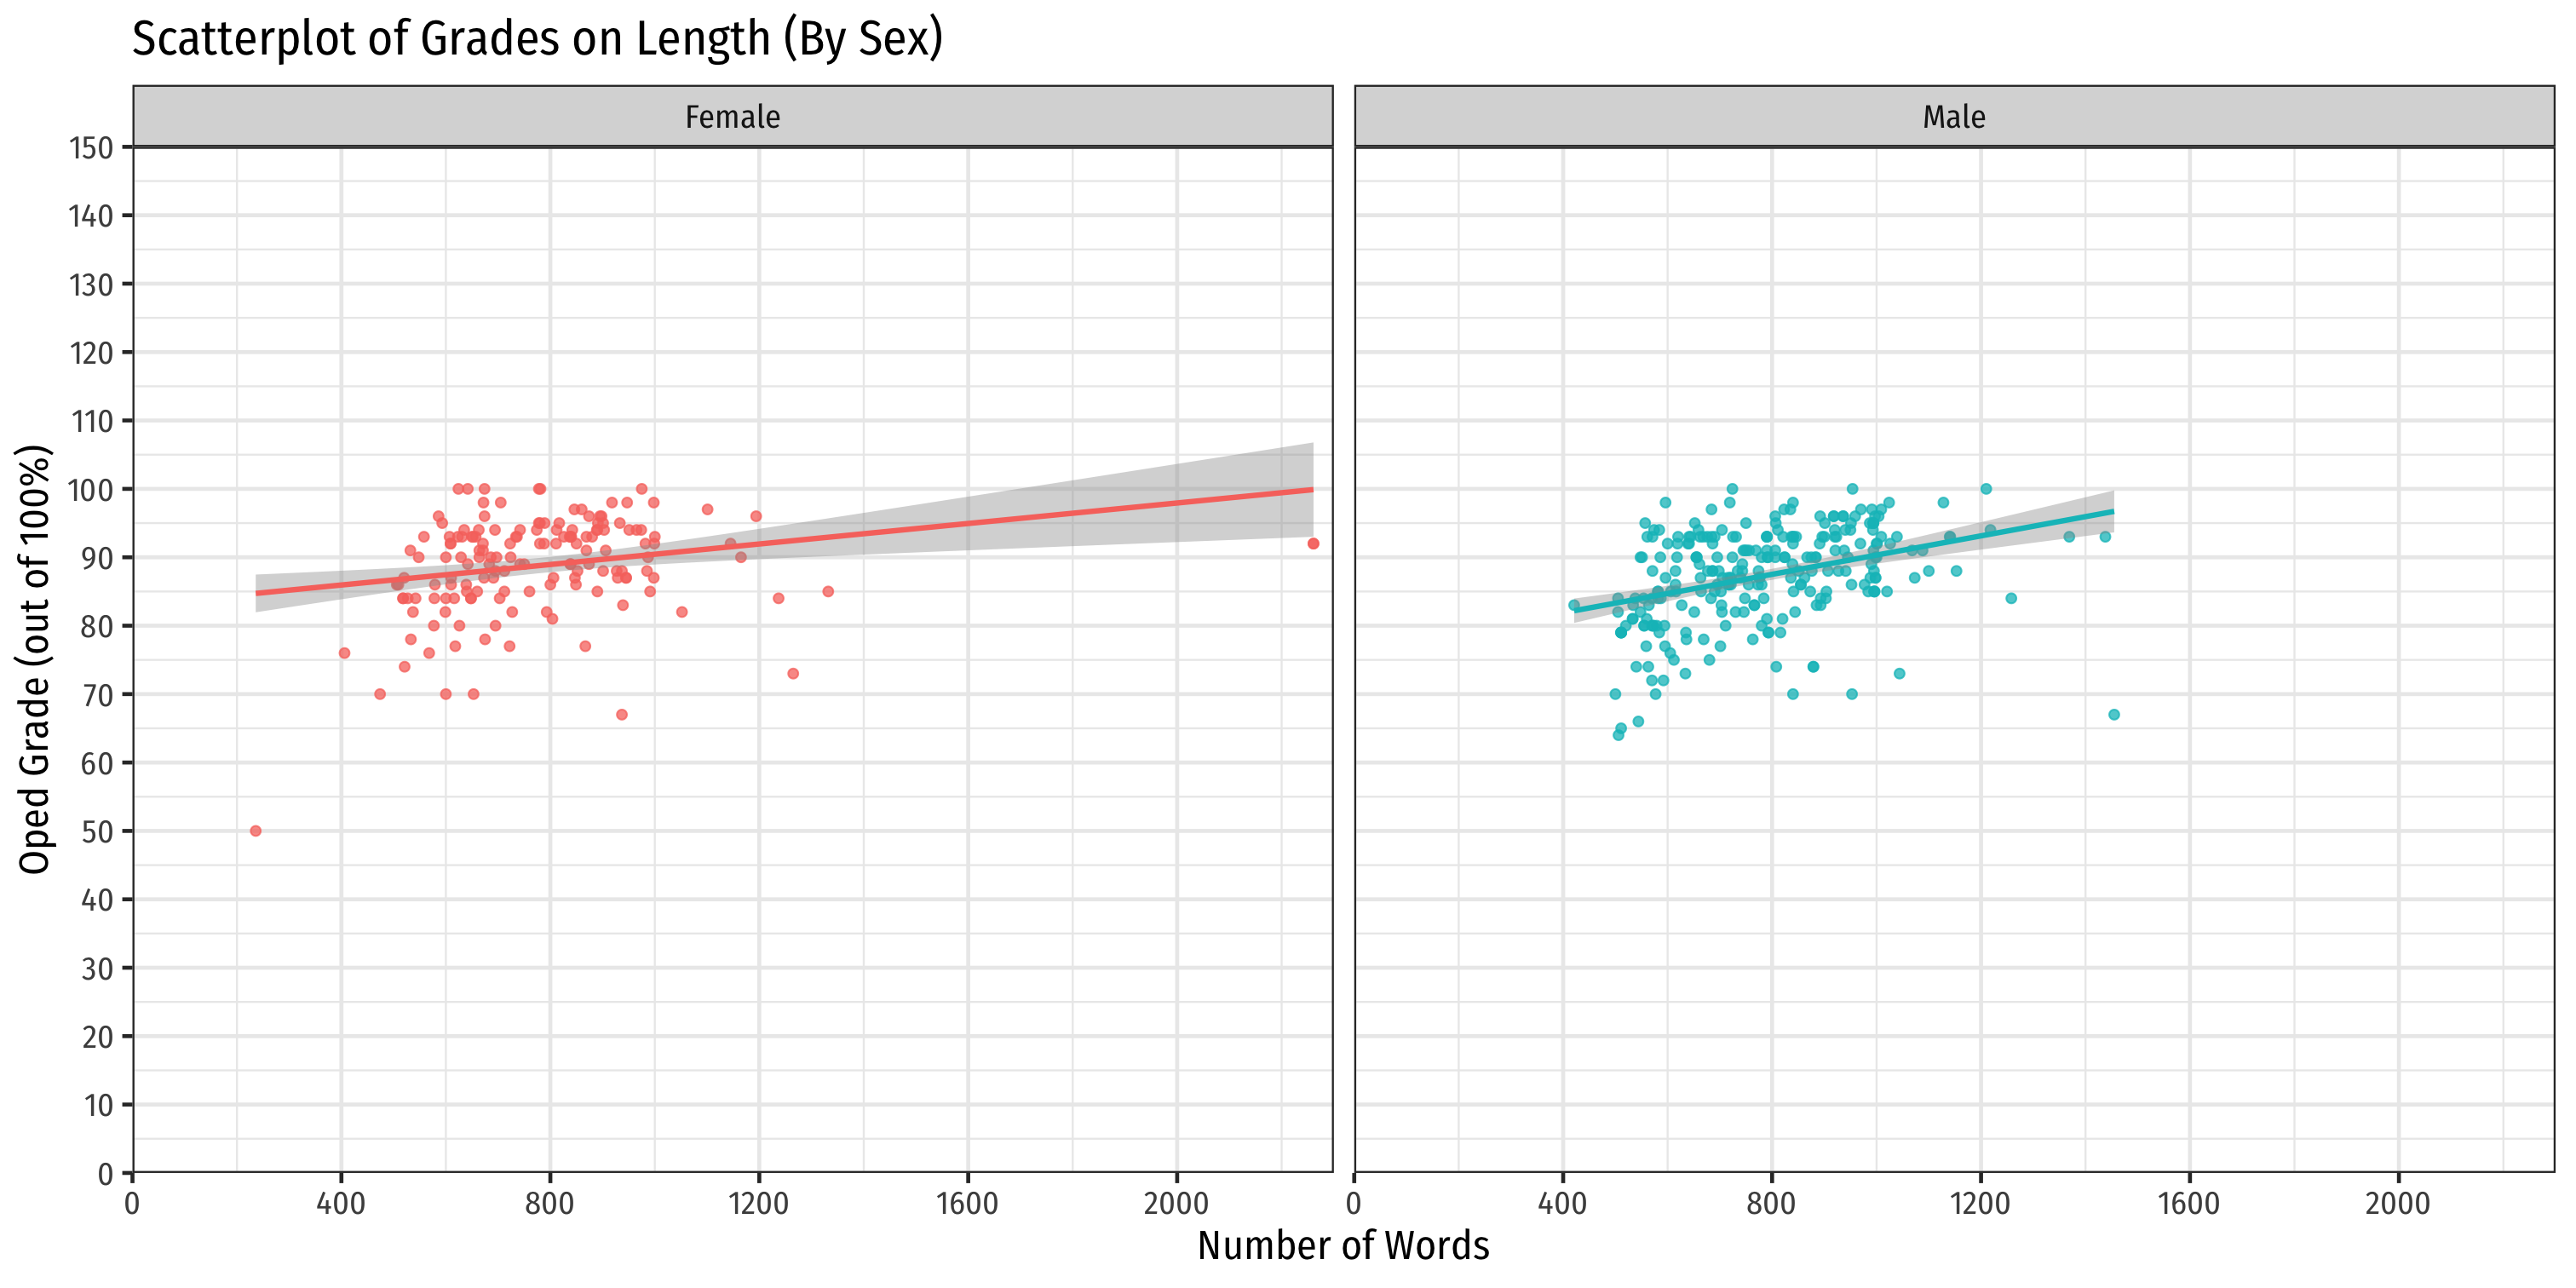 Scatterplot of Grades on Length (By Sex)
Female
Male
Oped Grade (out of 100%)
150
140
130
120
110
100
90
80
70
60
50
40
30
20
10
0
0 400 800 1200 1600 2000
0 400 800 1200 1600 2000
Number of Words